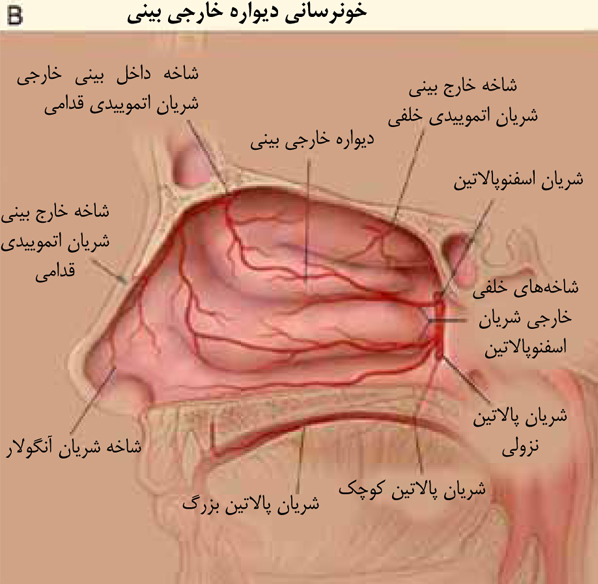 B
خونرسانی دیواره خارجی بینی
شاخه خارج بینی
شریان اتموییدی خلفی
شاخه داخل بینی خارجی
شریان اتموییدی قدامی
دیواره خارجی بینی
شریان اسفنوپالاتین
شاخه خارج بینی
شریان اتموییدی
قدامی
شاخه‌های خلفی
خارجی شریان
اسفنوپالاتین
شریان پالاتین
نزولی
شاخه شریان آنگولار
شریان پالاتین کوچک
شریان پالاتین بزرگ